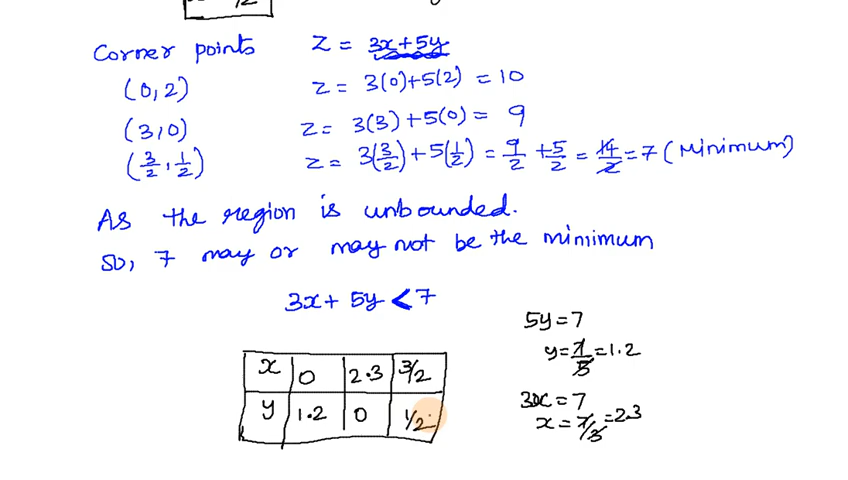 Corner points Z = 3x+5y
(0,2) Z = 3(0)+5(2) = 10
(3,0) Z = 3(3)+5(0) = 9
(3/2, 1/2) Z = 3(3/2)+5(1/2) = 9/2 + 5/2 = 14/2 = 7 (Minimum)
As the region is unbounded.
so, 7 may or may not be the minimum
3x+ 5y < 7
5y = 7
y = 7/5 = 1.2
x 0 2.3 3/2
y 1.2 0 1/2
3x = 7
x = 7/3 = 2.3